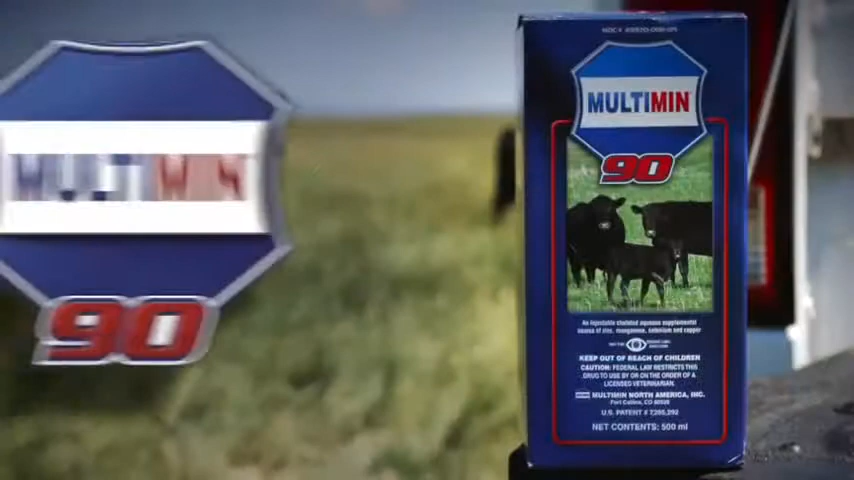 MULTIMIN
90
MULTIMIN
90
An injectable chelated aqueous supplemental
source of zinc, manganese, selenium and copper
KEEP OUT OF REACH OF CHILDREN
CAUTION: FEDERAL LAW RESTRICTS THIS
DRUG TO USE BY OR ON THE ORDER OF A
LICENSED VETERINARIAN.
MULTIMIN NORTH AMERICA, INC.
Fort Collins, CO 80528
U.S. PATENT # 7,285,292
NET CONTENTS: 500 ml